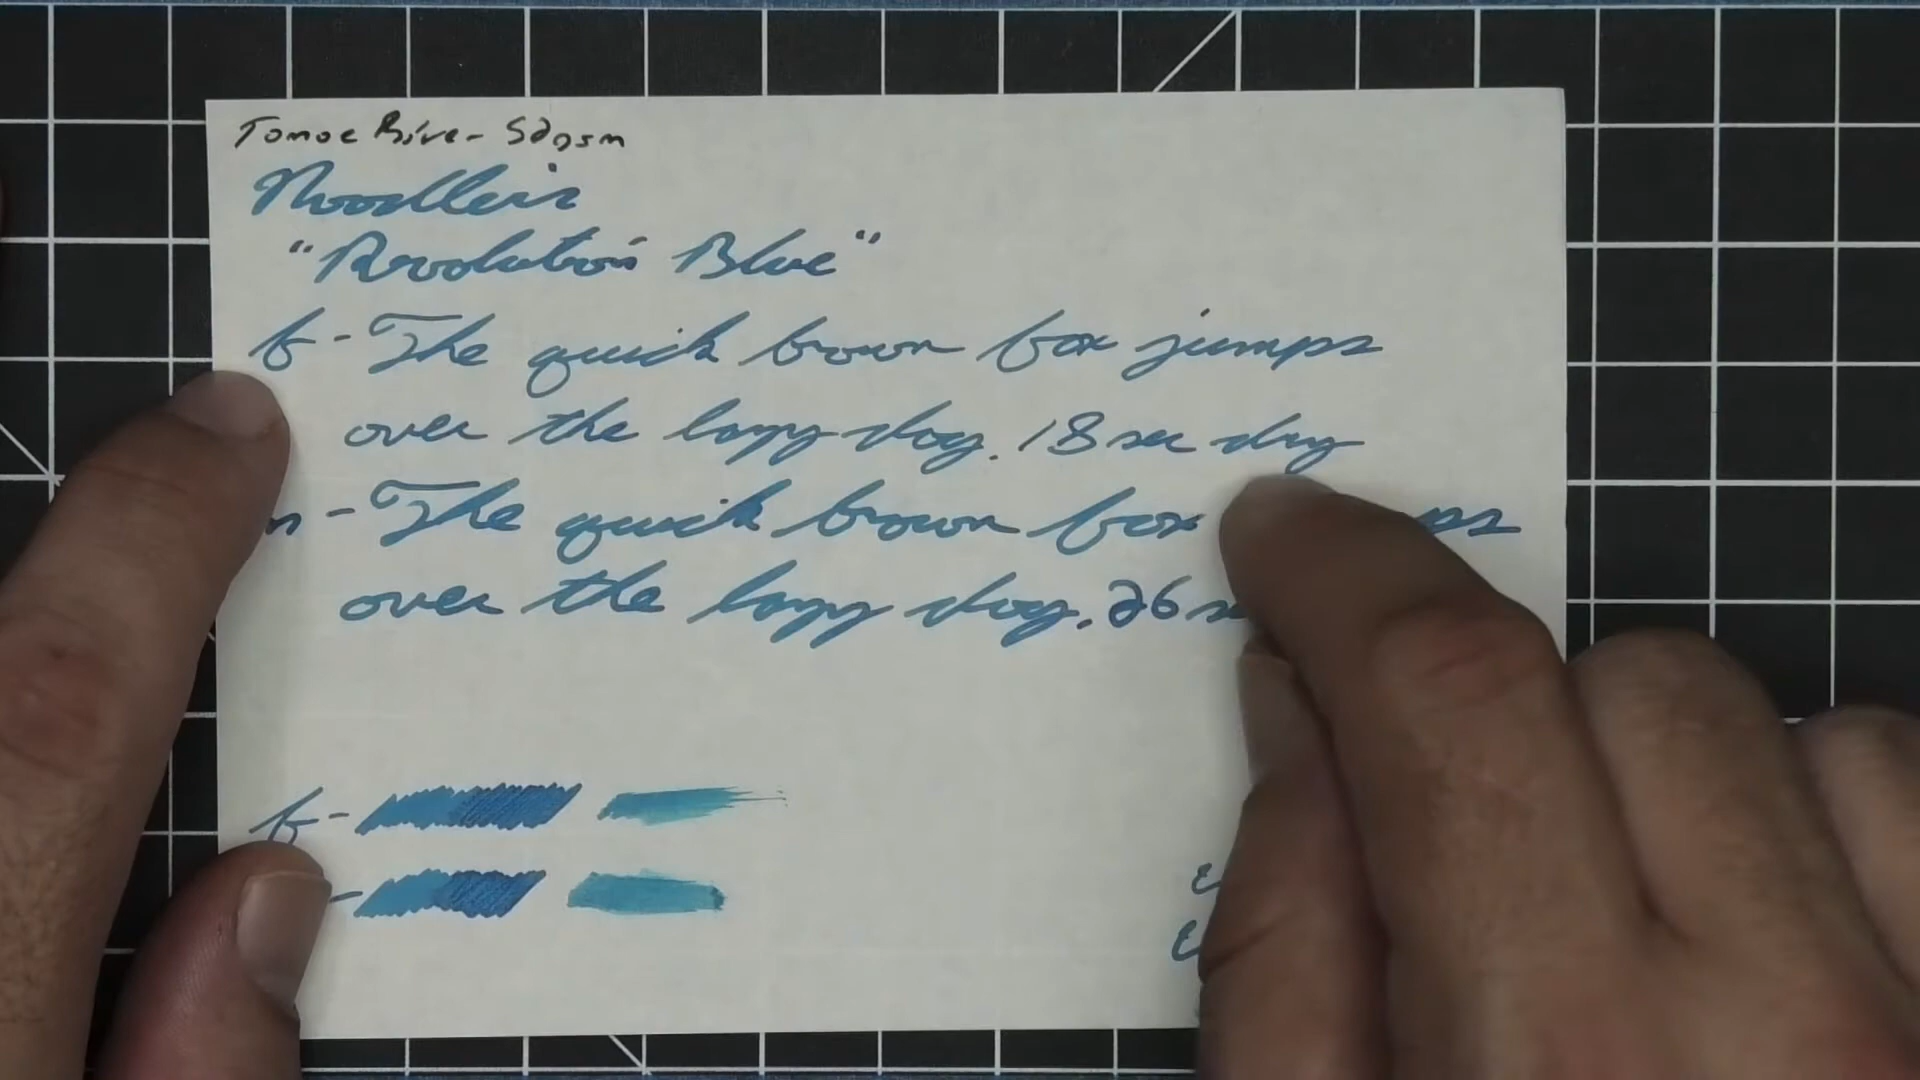 Tomoe River 52gsm
Noodler's
"Revolution Blue"
f - The quick brown fox jumps
over the lazy dog. 18 sec dry
m - The quick brown fox ps
over the lazy dog. 26 s
f -
-